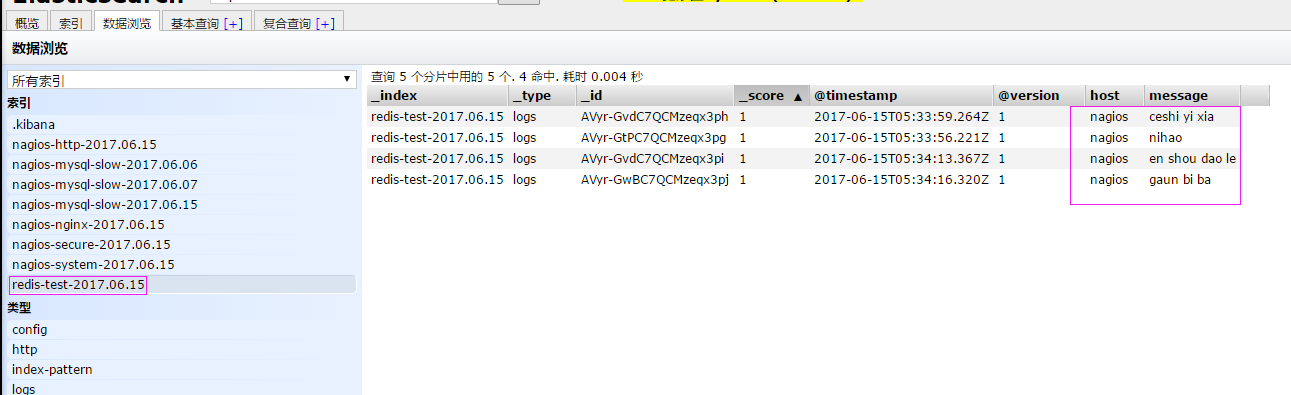 概览 索引 数据浏览 基本查询 [+] 复合查询 [+]
数据浏览
所有索引
索引
.kibana
nagios-http-2017.06.15
nagios-mysql-slow-2017.06.06
nagios-mysql-slow-2017.06.07
nagios-mysql-slow-2017.06.15
nagios-nginx-2017.06.15
nagios-secure-2017.06.15
nagios-system-2017.06.15
redis-test-2017.06.15
类型
config
http
index-pattern
logs
查询 5 个分片中用的 5 个. 4 命中. 耗时 0.004 秒
_index _type _id _score ▲ @timestamp @version host message
redis-test-2017.06.15 logs AVyr-GvdC7QCMzeqx3ph 1 2017-06-15T05:33:59.264Z 1 nagios ceshi yi xia
redis-test-2017.06.15 logs AVyr-GtPC7QCMzeqx3pg 1 2017-06-15T05:33:56.221Z 1 nagios nihao
redis-test-2017.06.15 logs AVyr-GvdC7QCMzeqx3pi 1 2017-06-15T05:34:13.367Z 1 nagios en shou dao le
redis-test-2017.06.15 logs AVyr-GwBC7QCMzeqx3pj 1 2017-06-15T05:34:16.320Z 1 nagios gaun bi ba